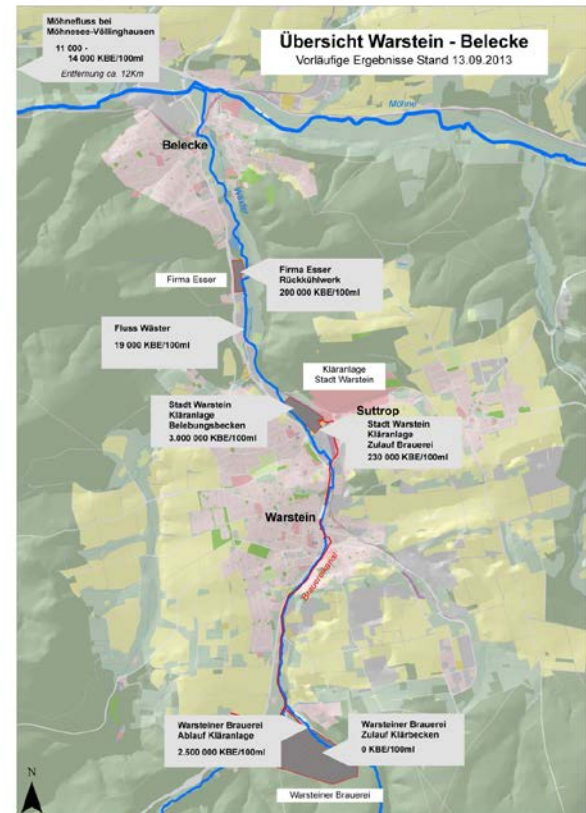 Möhnefluss bei
Möhnesee-Völlinghausen
11 000 -
14 000 KBE/100ml
Entfernung ca. 12Km
Übersicht Warstein - Belecke
Vorläufige Ergebnisse Stand 13.09.2013
Möhne
Belecke
Wäster
Firma Esser
Firma Esser
Rückkühlwerk
200 000 KBE/100ml
Fluss Wäster
19 000 KBE/100ml
Kläranlage
Stadt Warstein
Suttrop
Stadt Warstein
Kläranlage
Belebungsbecken
3.000 000 KBE/100ml
Stadt Warstein
Kläranlage
Zulauf Brauerei
230 000 KBE/100ml
Warstein
Brauereikanal
Warsteiner Brauerei
Ablauf Kläranlage
2.500 000 KBE/100ml
Warsteiner Brauerei
Zulauf Klärbecken
0 KBE/100ml
Warsteiner Brauerei
N